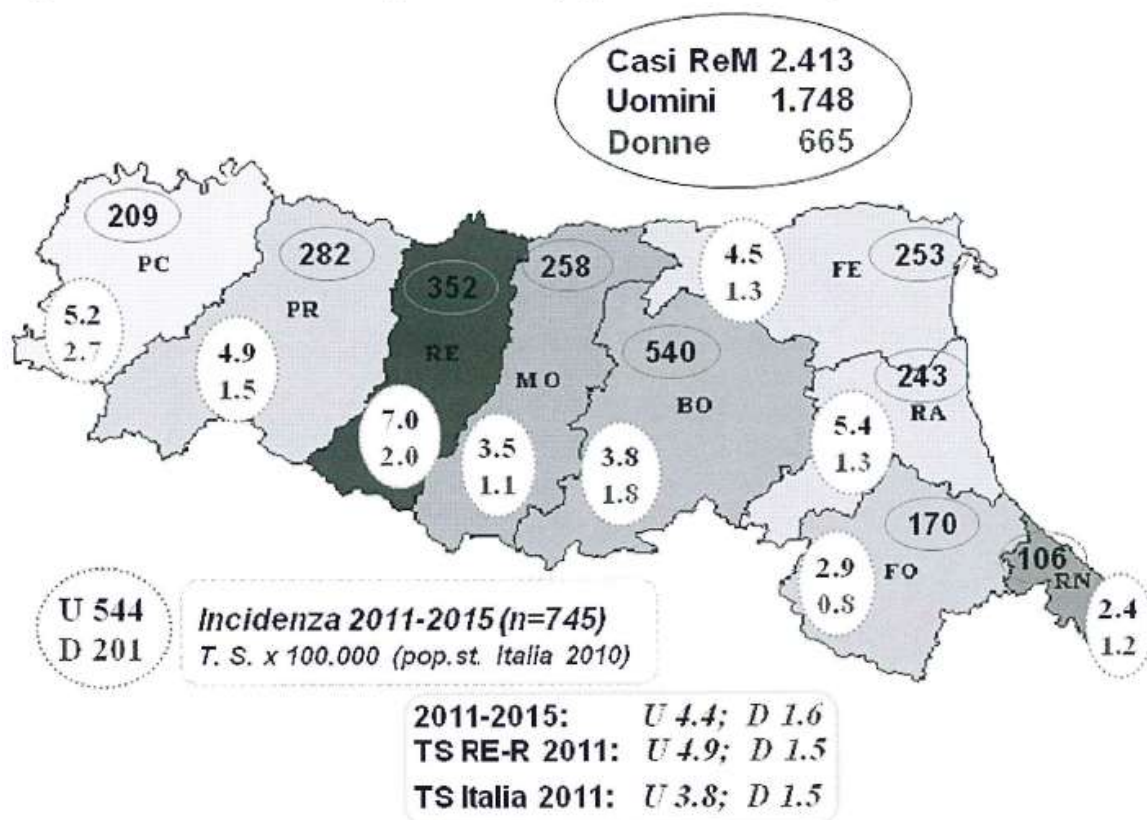 Casi ReM 2.413
Uomini 1.748
Donne 665
209
PC
5.2
2.7
282
PR
4.9
1.5
352
RE
7.0
2.0
258
MO
3.5
1.1
540
BO
3.8
1.8
4.5
1.3
FE
253
243
RA
5.4
1.3
170
FO
2.9
0.8
106
RN
2.4
1.2
U 544
D 201
Incidenza 2011-2015 (n=745)
T. S. x 100.000 (pop.st. Italia 2010)
2011-2015: U 4.4; D 1.6
TS RE-R 2011: U 4.9; D 1.5
TS Italia 2011: U 3.8; D 1.5